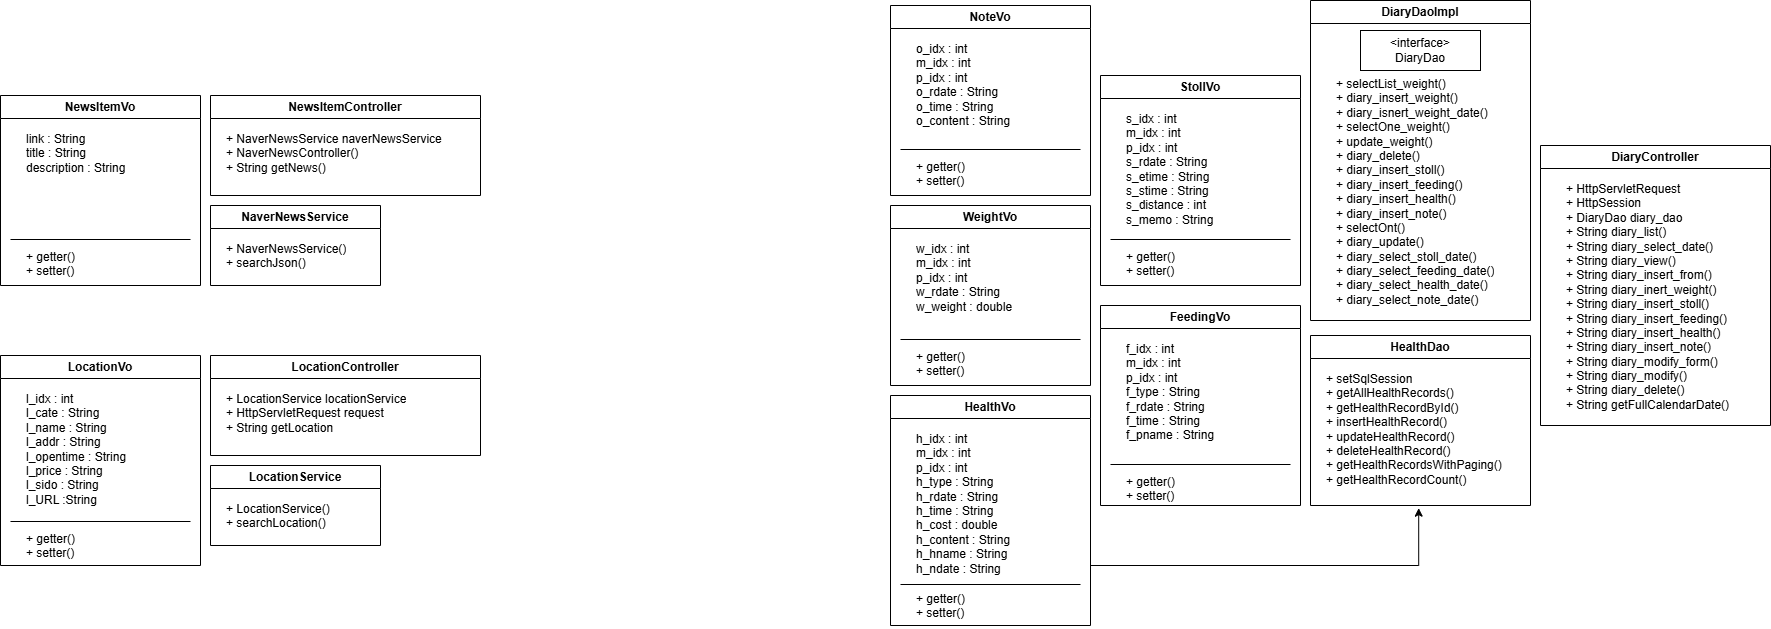 NewsItemVo
link : String
title : String
description : String
+ getter()
+ setter()
NewsItemController
+ NaverNewsService naverNewsService
+ NaverNewsController()
+ String getNews()
NaverNewsService
+ NaverNewsService()
+ searchJson()
LocationVo
l_idx : int
l_cate : String
l_name : String
l_addr : String
l_opentime : String
l_price : String
l_sido : String
l_URL :String
+ getter()
+ setter()
LocationController
+ LocationService locationService
+ HttpServletRequest request
+ String getLocation
LocationService
+ LocationService()
+ searchLocation()
NoteVo
o_idx : int
m_idx : int
p_idx : int
o_rdate : String
o_time : String
o_content : String
+ getter()
+ setter()
WeightVo
w_idx : int
m_idx : int
p_idx : int
w_rdate : String
w_weight : double
+ getter()
+ setter()
HealthVo
h_idx : int
m_idx : int
p_idx : int
h_type : String
h_rdate : String
h_time : String
h_cost : double
h_content : String
h_hname : String
h_ndate : String
+ getter()
+ setter()
StollVo
s_idx : int
m_idx : int
p_idx : int
s_rdate : String
s_etime : String
s_stime : String
s_distance : int
s_memo : String
+ getter()
+ setter()
FeedingVo
f_idx : int
m_idx : int
p_idx : int
f_type : String
f_rdate : String
f_time : String
f_pname : String
+ getter()
+ setter()
DiaryDaoImpl
<interface>
DiaryDao
+ selectList_weight()
+ diary_insert_weight()
+ diary_isnert_weight_date()
+ selectOne_weight()
+ update_weight()
+ diary_delete()
+ diary_insert_stoll()
+ diary_insert_feeding()
+ diary_insert_health()
+ diary_insert_note()
+ selectOnt()
+ diary_update()
+ diary_select_stoll_date()
+ diary_select_feeding_date()
+ diary_select_health_date()
+ diary_select_note_date()
HealthDao
+ setSqlSession
+ getAllHealthRecords()
+ getHealthRecordById()
+ insertHealthRecord()
+ updateHealthRecord()
+ deleteHealthRecord()
+ getHealthRecordsWithPaging()
+ getHealthRecordCount()
DiaryController
+ HttpServletRequest
+ HttpSession
+ DiaryDao diary_dao
+ String diary_list()
+ String diary_select_date()
+ String diary_view()
+ String diary_insert_from()
+ String diary_inert_weight()
+ String diary_insert_stoll()
+ String diary_insert_feeding()
+ String diary_insert_health()
+ String diary_insert_note()
+ String diary_modify_form()
+ String diary_modify()
+ String diary_delete()
+ String getFullCalendarDate()